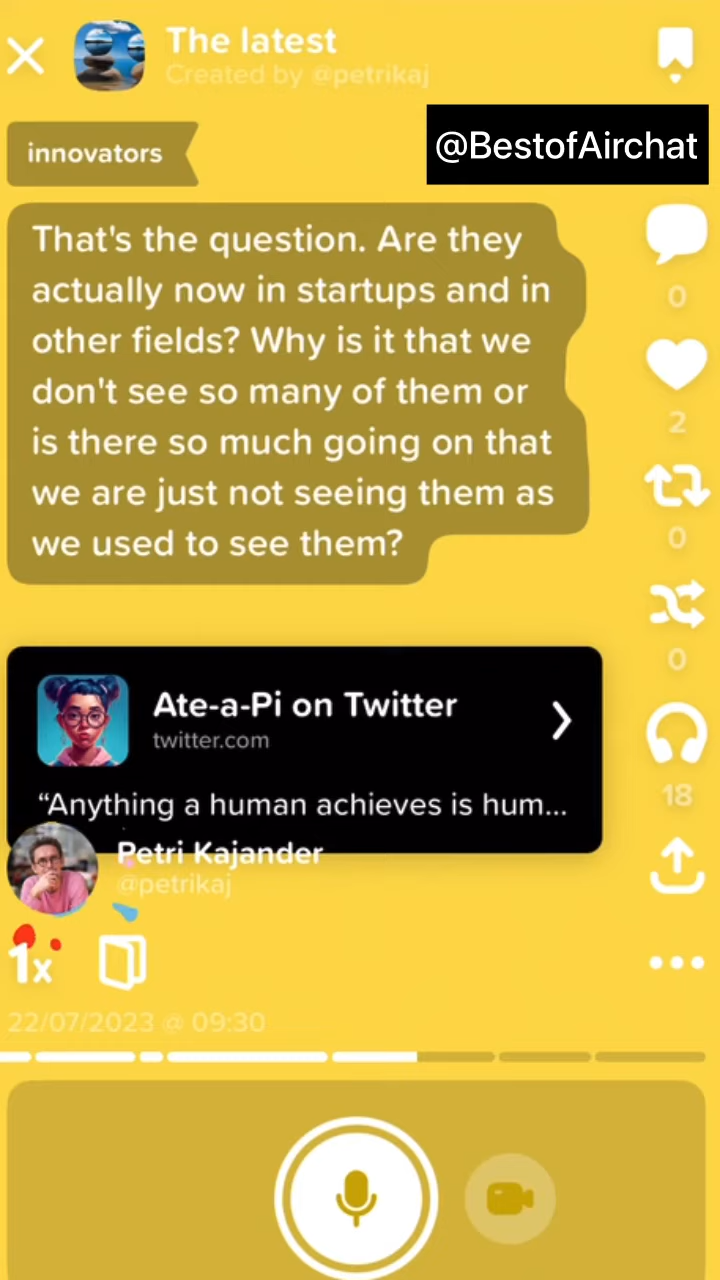 The latest
Created by @petrikaj
@BestofAirchat
innovators
That's the question. Are they
actually now in startups and in
other fields? Why is it that we
don't see so many of them or
is there so much going on that
we are just not seeing them as
we used to see them?
0
2
0
0
18
Ate-a-Pi on Twitter
twitter.com
“Anything a human achieves is hum...
Petri Kajander
@petrikaj
1x
22/07/2023 @ 09:30